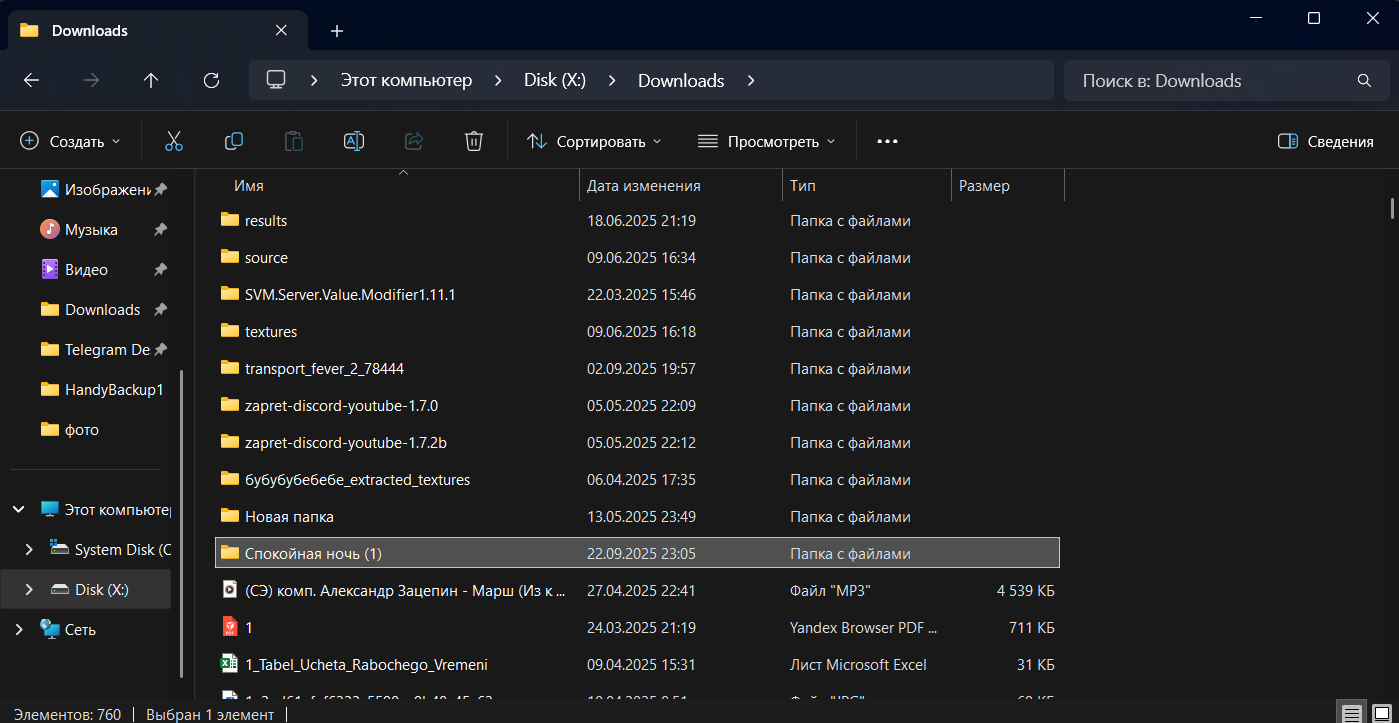 Downloads
Этот компьютер > Disk (X:) > Downloads >
Поиск в: Downloads
Создать
Сортировать
Просмотреть
Сведения
Имя Дата изменения Тип Размер
Изображени
Музыка
Видео
Downloads
Telegram De
HandyBackup1
фото
Этот компьютер
System Disk (C
Disk (X:)
Сеть
results 18.06.2025 21:19 Папка с файлами
source 09.06.2025 16:34 Папка с файлами
SVM.Server.Value.Modifier1.11.1 22.03.2025 15:46 Папка с файлами
textures 09.06.2025 16:18 Папка с файлами
transport_fever_2_78444 02.09.2025 19:57 Папка с файлами
zapret-discord-youtube-1.7.0 05.05.2025 22:09 Папка с файлами
zapret-discord-youtube-1.7.2b 05.05.2025 22:12 Папка с файлами
бубубубебебе_extracted_textures 06.04.2025 17:35 Папка с файлами
Новая папка 13.05.2025 23:49 Папка с файлами
Спокойная ночь (1) 22.09.2025 23:05 Папка с файлами
(СЭ) комп. Александр Зацепин - Марш (Из к ... 27.04.2025 22:41 Файл "MP3" 4 539 КБ
1 24.03.2025 21:19 Yandex Browser PDF ... 711 КБ
1_Tabel_Ucheta_Rabochego_Vremeni 09.04.2025 15:31 Лист Microsoft Excel 31 КБ
Элементов: 760 Выбран 1 элемент